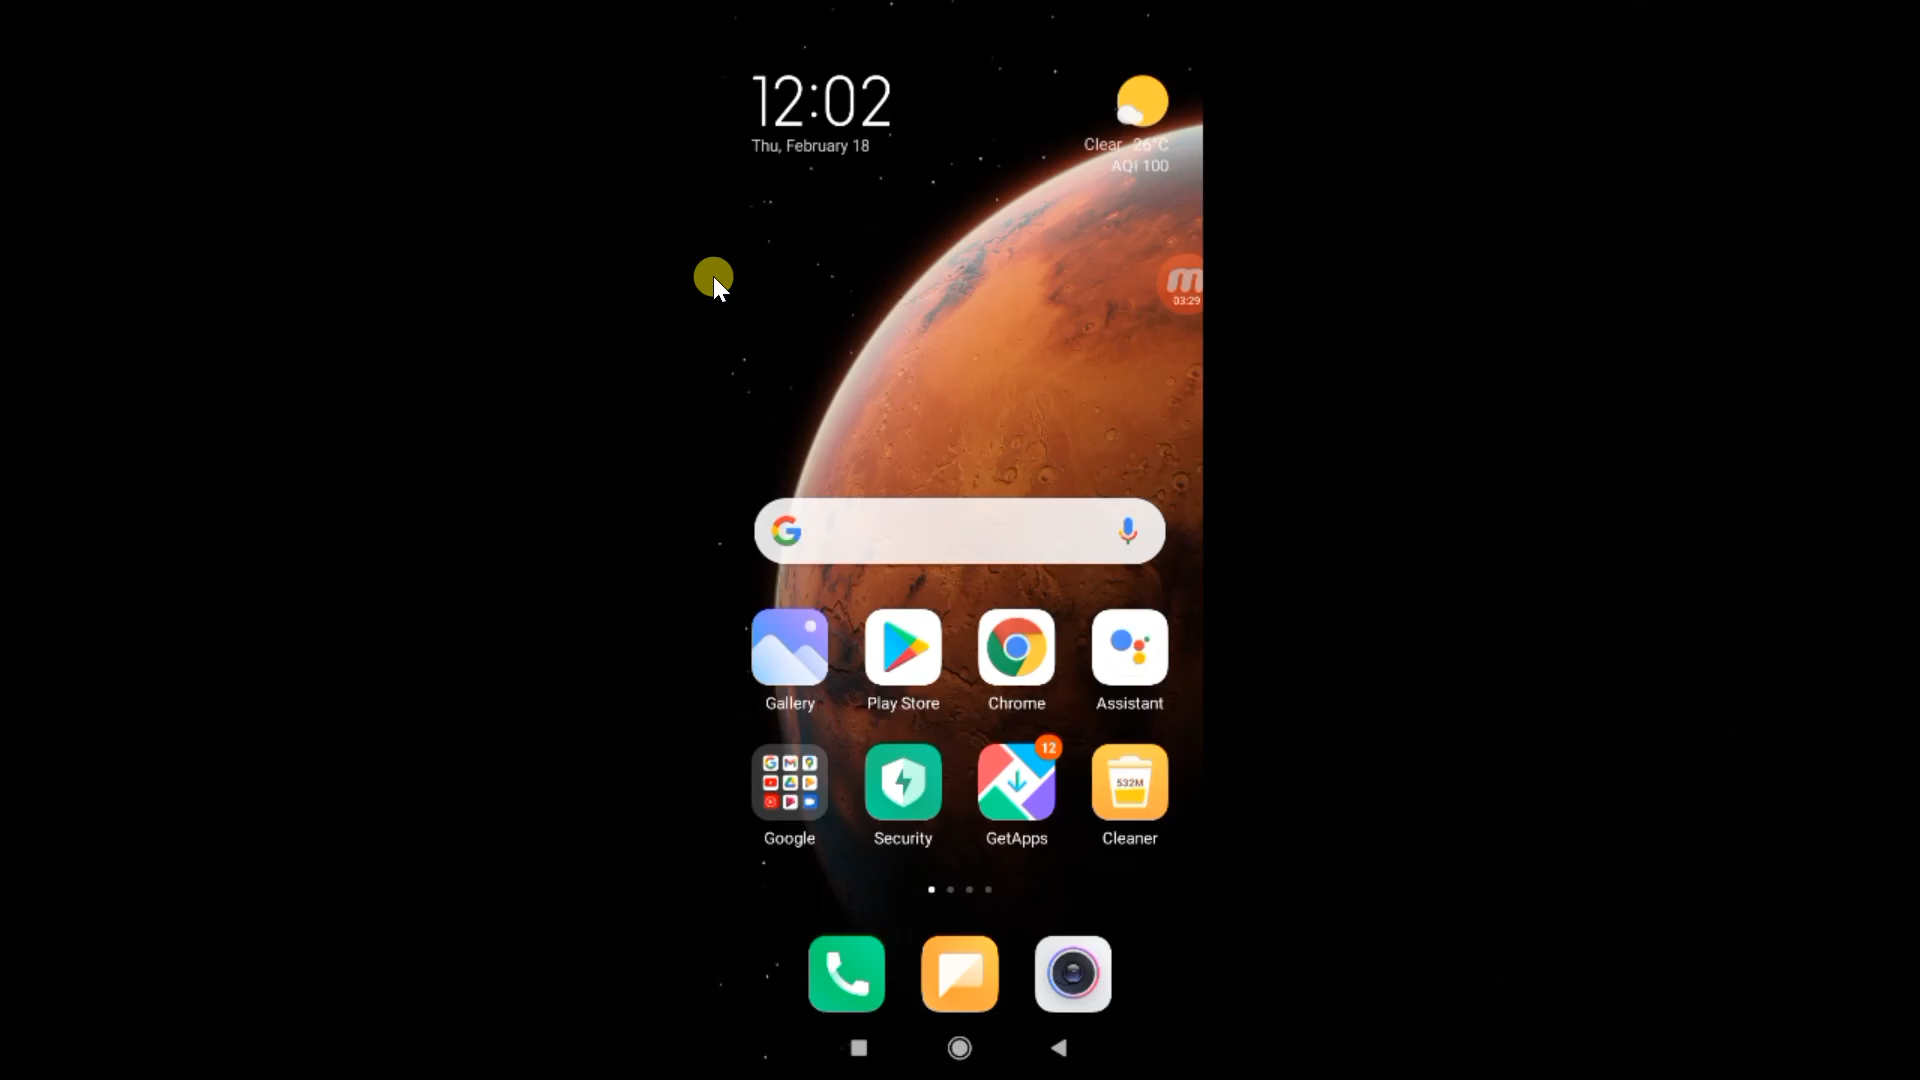 12:02
Thu, February 18
Clear 26°C
AQI 100
m
03:29
Gallery
Play Store
Chrome
Assistant
12
532M
Google
Security
GetApps
Cleaner